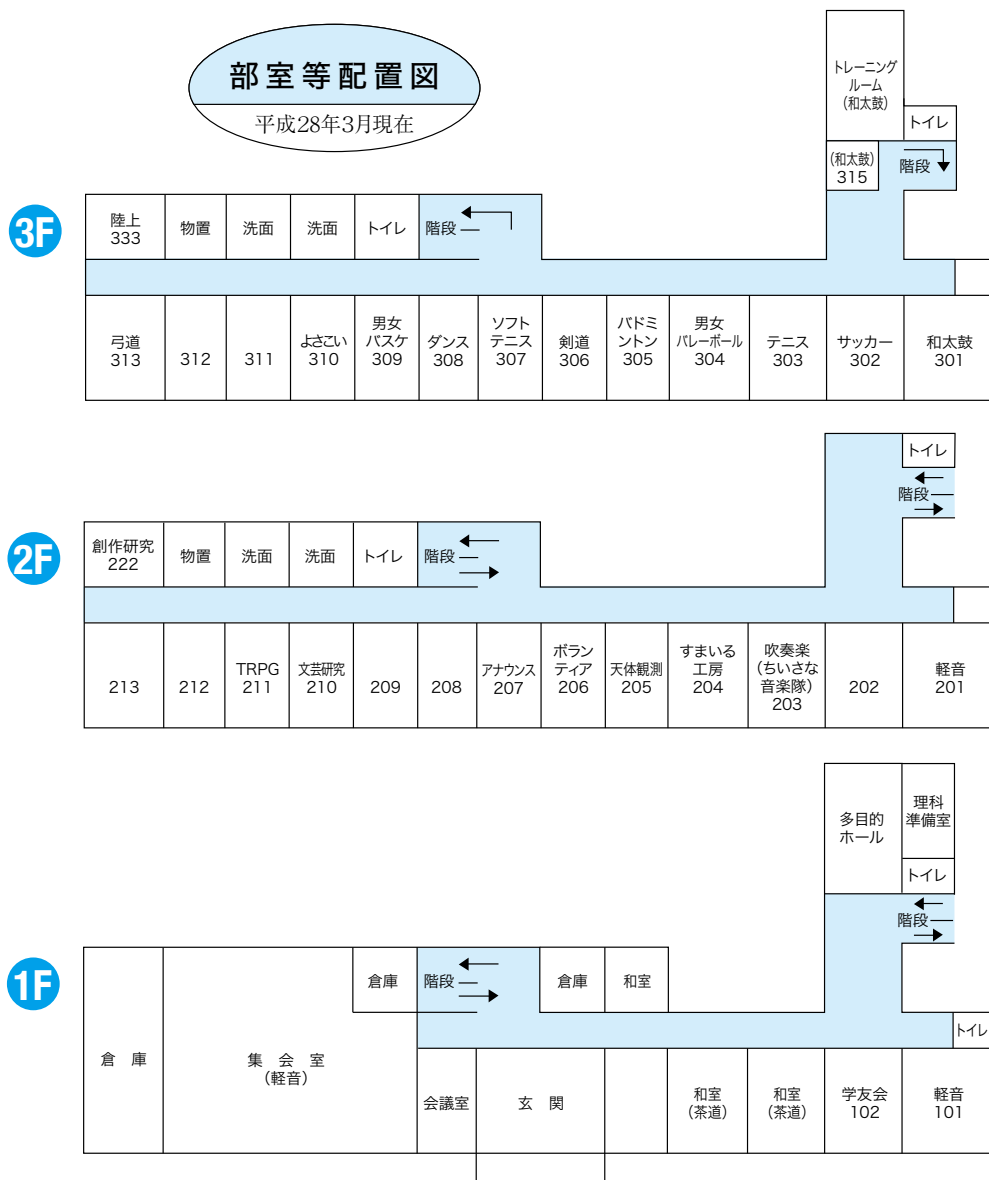 部室等配置図
平成28年3月現在
3F
トレーニング
ルーム
(和太鼓)
トイレ
(和太鼓)
315
階段
陸上
333
物置
洗面
洗面
トイレ
階段
弓道
313
312
311
よさこい
310
男女
バスケ
309
ダンス
308
ソフト
テニス
307
剣道
306
バドミ
ントン
305
男女
バレーボール
304
テニス
303
サッカー
302
和太鼓
301
2F
トイレ
階段
創作研究
222
物置
洗面
洗面
トイレ
階段
213
212
TRPG
211
文芸研究
210
209
208
アナウンス
207
ボラン
ティア
206
天体観測
205
すまいる
工房
204
吹奏楽
(ちいさな
音楽隊)
203
202
軽音
201
1F
多目的
ホール
理科
準備室
トイレ
階段
倉庫
階段
倉庫
和室
トイレ
倉 庫
集 会 室
(軽音)
会議室
玄 関
和室
(茶道)
和室
(茶道)
学友会
102
軽音
101